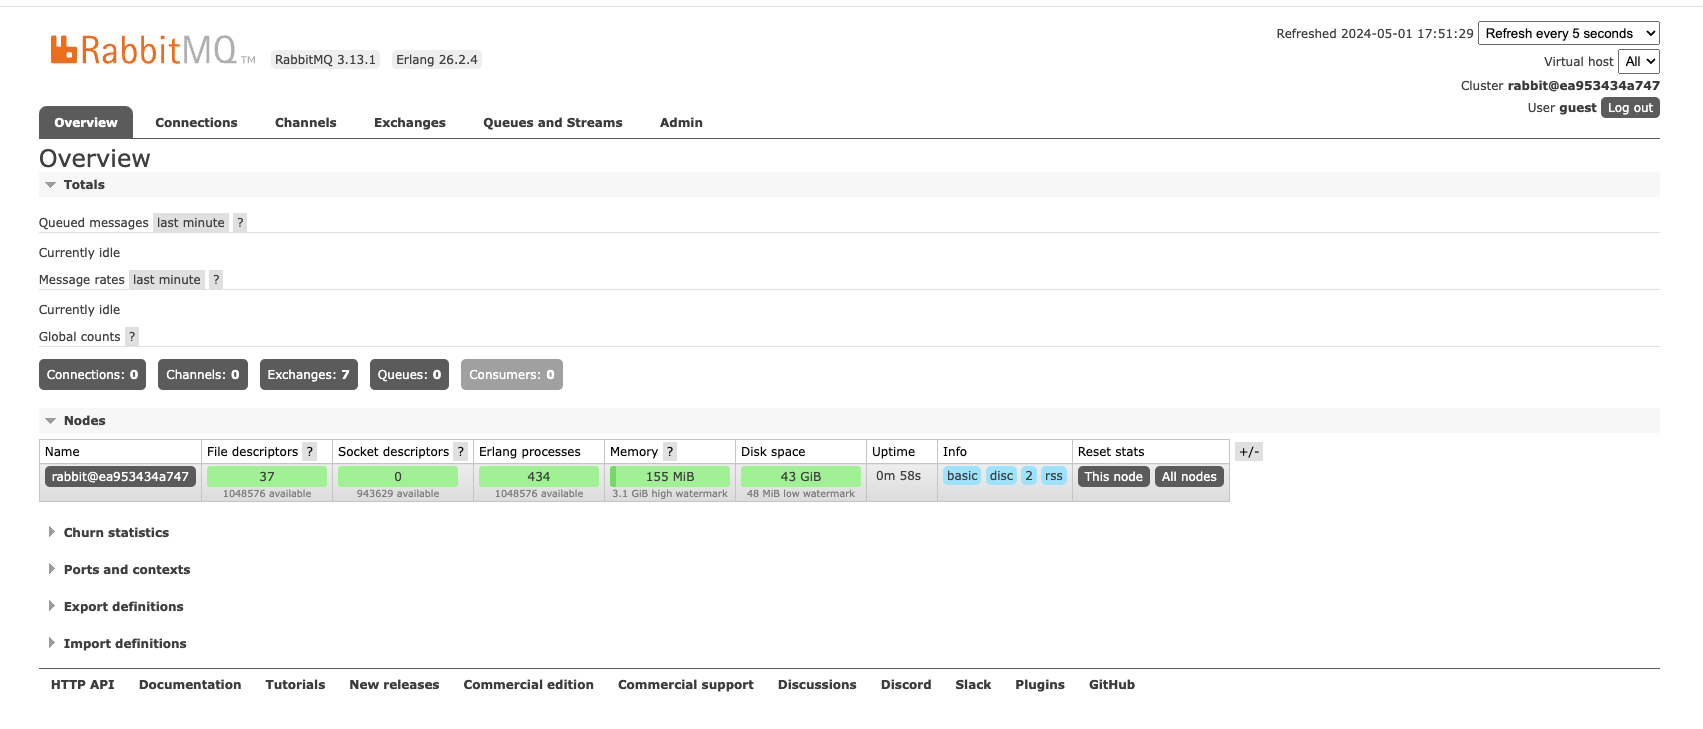 Refreshed 2024-05-01 17:51:29 Refresh every 5 seconds
Virtual host All
Cluster rabbit@ea953434a747
User guest Log out
RabbitMQ TM RabbitMQ 3.13.1 Erlang 26.2.4
Overview Connections Channels Exchanges Queues and Streams Admin
Overview
Totals
Queued messages last minute ?
Currently idle
Message rates last minute ?
Currently idle
Global counts ?
Connections: 0 Channels: 0 Exchanges: 7 Queues: 0 Consumers: 0
Nodes
Name File descriptors ? Socket descriptors ? Erlang processes Memory ? Disk space Uptime Info Reset stats +/-
rabbit@ea953434a747 37 0 434 155 MiB 43 GiB 0m 58s basic disc 2 rss This node All nodes
1048576 available 943629 available 1048576 available 3.1 GiB high watermark 48 MiB low watermark
Churn statistics
Ports and contexts
Export definitions
Import definitions
HTTP API Documentation Tutorials New releases Commercial edition Commercial support Discussions Discord Slack Plugins GitHub